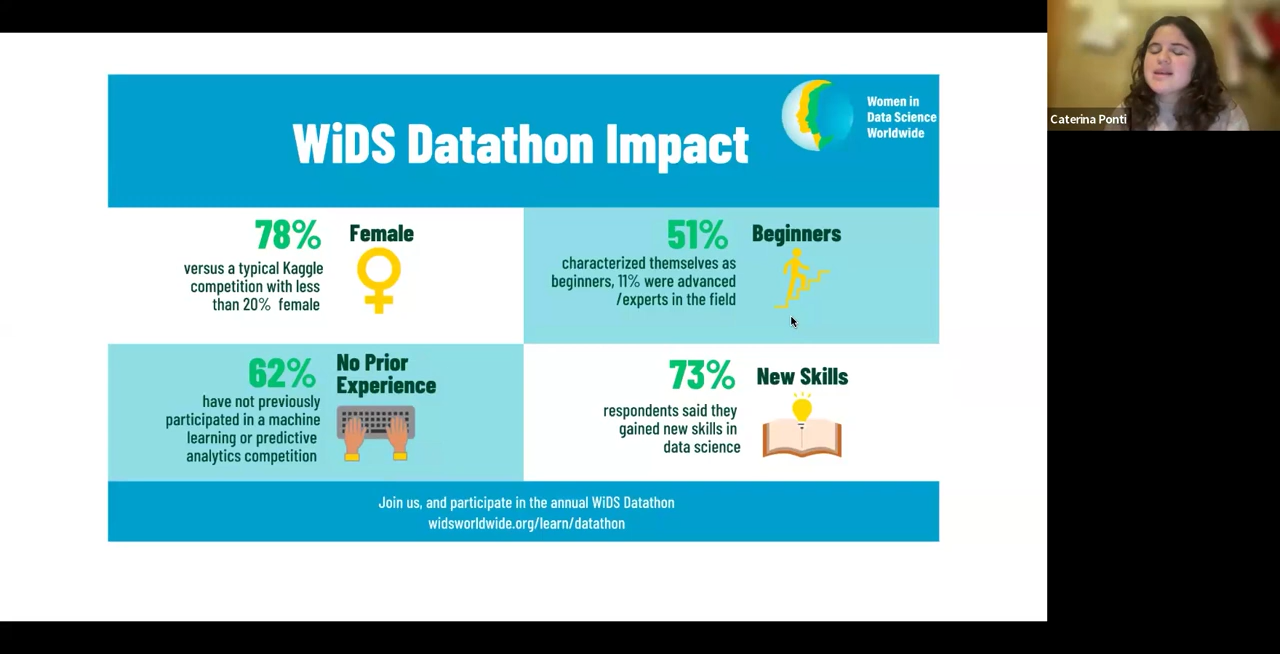 WiDS Datathon Impact
Women in
Data Science
Worldwide
Caterina Ponti
78%
Female
versus a typical Kaggle
competition with less
than 20% female
51%
Beginners
characterized themselves as
beginners, 11% were advanced
/experts in the field
62%
No Prior
Experience
have not previously
participated in a machine
learning or predictive
analytics competition
73%
New Skills
respondents said they
gained new skills in
data science
Join us, and participate in the annual WiDS Datathon
widsworldwide.org/learn/datathon